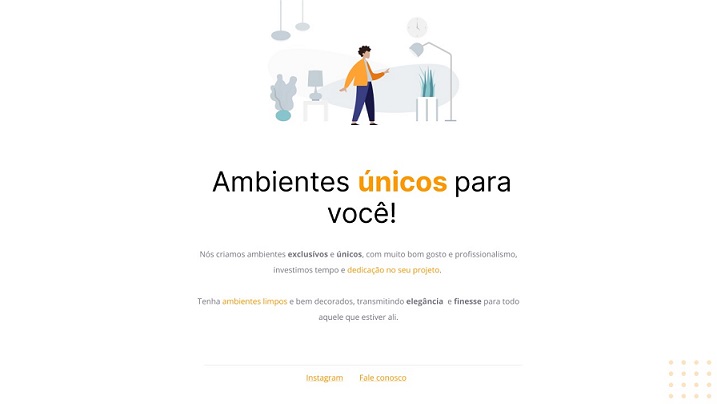 Ambientes únicos para
você!
Nós criamos ambientes exclusivos e únicos, com muito bom gosto e profissionalismo,
investimos tempo e dedicação no seu projeto.
Tenha ambientes limpos e bem decorados, transmitindo elegância e finesse para todo
aquele que estiver ali.
Instagram Fale conosco